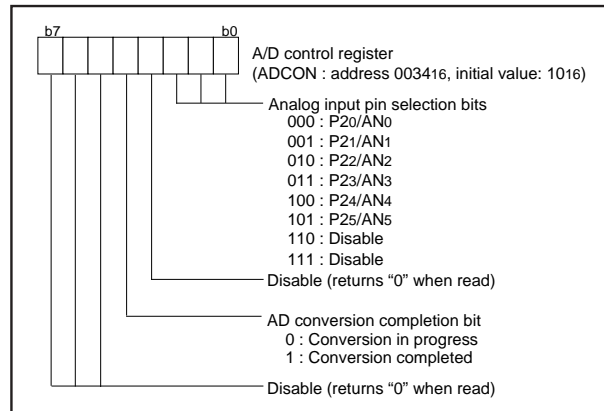 b7 b0
A/D control register
(ADCON : address 003416, initial value: 1016)
Analog input pin selection bits
000 : P20/AN0
001 : P21/AN1
010 : P22/AN2
011 : P23/AN3
100 : P24/AN4
101 : P25/AN5
110 : Disable
111 : Disable
Disable (returns “0” when read)
AD conversion completion bit
0 : Conversion in progress
1 : Conversion completed
Disable (returns “0” when read)